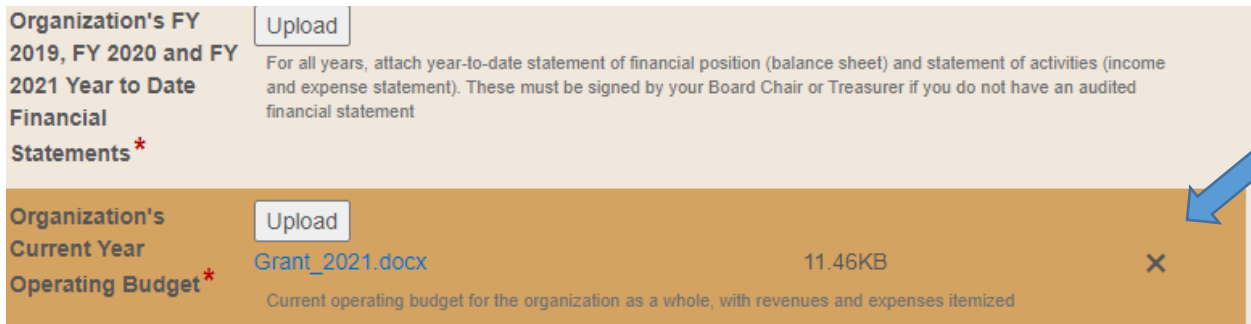 Organization's FY
2019, FY 2020 and FY
2021 Year to Date
Financial
Statements*
Upload
For all years, attach year-to-date statement of financial position (balance sheet) and statement of activities (income
and expense statement). These must be signed by your Board Chair or Treasurer if you do not have an audited
financial statement
Organization's
Current Year
Operating Budget*
Upload
Grant_2021.docx 11.46KB ×
Current operating budget for the organization as a whole, with revenues and expenses itemized